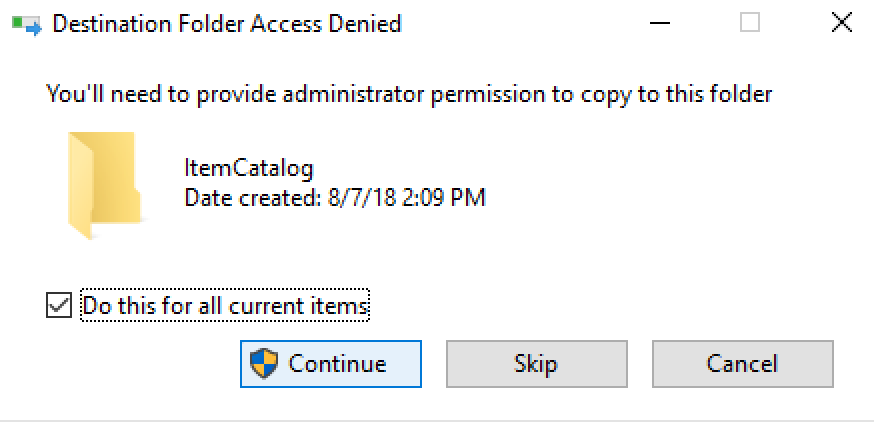 Destination Folder Access Denied
You'll need to provide administrator permission to copy to this folder
ItemCatalog
Date created: 8/7/18 2:09 PM
Do this for all current items
Continue
Skip
Cancel